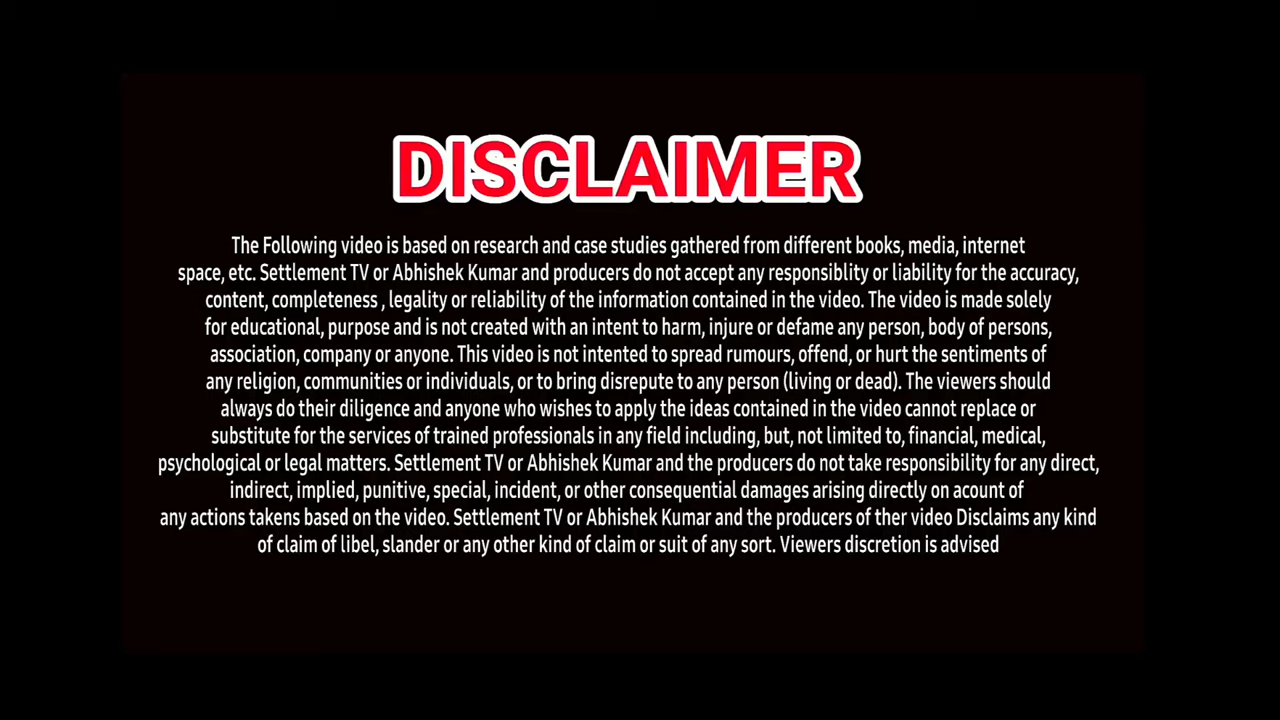 DISCLAIMER
The Following video is based on research and case studies gathered from different books, media, internet
space, etc. Settlement TV or Abhishek Kumar and producers do not accept any responsiblity or liability for the accuracy,
content, completeness , legality or reliability of the information contained in the video. The video is made solely
for educational, purpose and is not created with an intent to harm, injure or defame any person, body of persons,
association, company or anyone. This video is not intented to spread rumours, offend, or hurt the sentiments of
any religion, communities or individuals, or to bring disrepute to any person (living or dead). The viewers should
always do their diligence and anyone who wishes to apply the ideas contained in the video cannot replace or
substitute for the services of trained professionals in any field including, but, not limited to, financial, medical,
psychological or legal matters. Settlement TV or Abhishek Kumar and the producers do not take responsibility for any direct,
indirect, implied, punitive, special, incident, or other consequential damages arising directly on acount of
any actions takens based on the video. Settlement TV or Abhishek Kumar and the producers of ther video Disclaims any kind
of claim of libel, slander or any other kind of claim or suit of any sort. Viewers discretion is advised